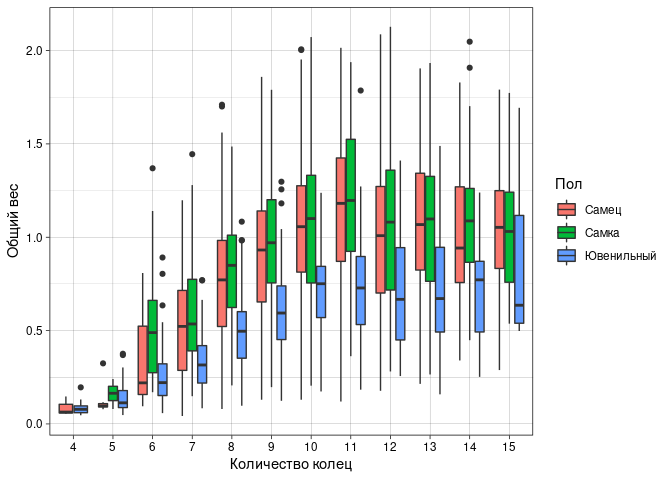 Общий вес
2.0
1.5
1.0
0.5
0.0
4 5 6 7 8 9 10 11 12 13 14 15
Количество колец
Пол
Самец
Самка
Ювенильный